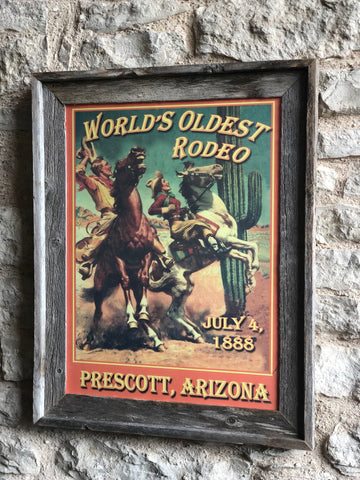 WORLD'S OLDEST
RODEO
JULY 4,
1888
PRESCOTT, ARIZONA